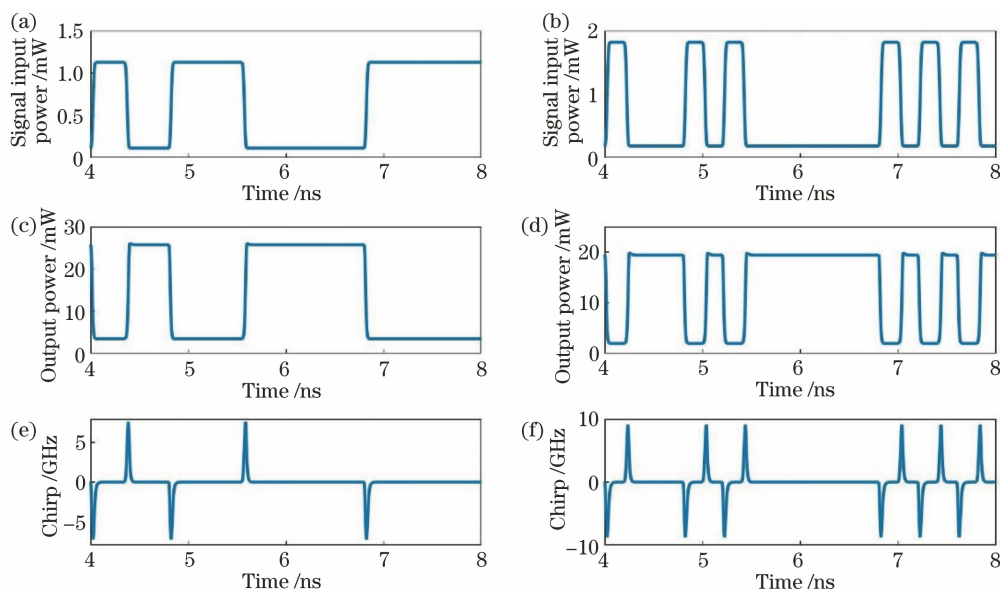 (a)
Signal input
power /mW
1.5
1.0
0.5
0
4
5
6
7
8
Time /ns
(b)
Signal input
power /mW
2
1
0
4
5
6
7
8
Time /ns
(c)
Output power /mW
30
20
10
0
4
5
6
7
8
Time /ns
(d)
Output power /mW
20
10
0
4
5
6
7
8
Time /ns
(e)
Chirp /GHz
5
0
−5
4
5
6
7
8
Time /ns
(f)
Chirp /GHz
10
0
−10
4
5
6
7
8
Time /ns